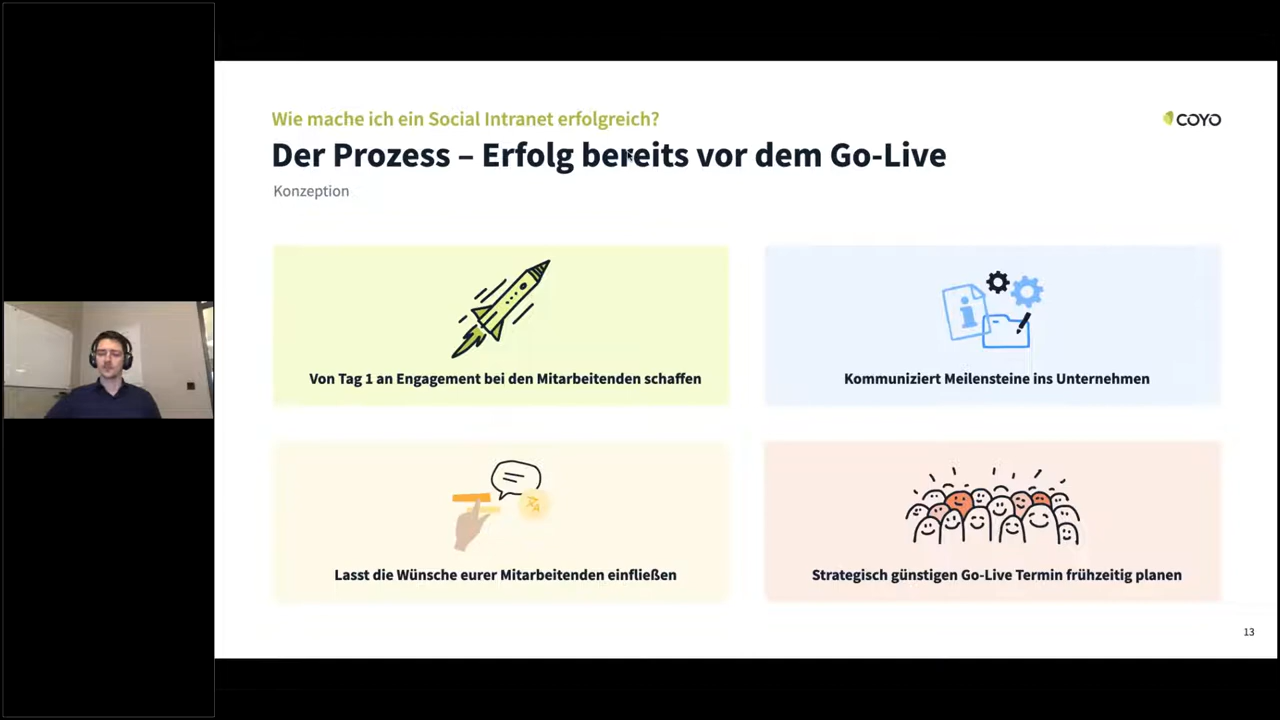 Wie mache ich ein Social Intranet erfolgreich?
COYO
Der Prozess – Erfolg bereits vor dem Go-Live
Konzeption
Von Tag 1 an Engagement bei den Mitarbeitenden schaffen
Kommuniziert Meilensteine ins Unternehmen
Lasst die Wünsche eurer Mitarbeitenden einfließen
Strategisch günstigen Go-Live Termin frühzeitig planen
13